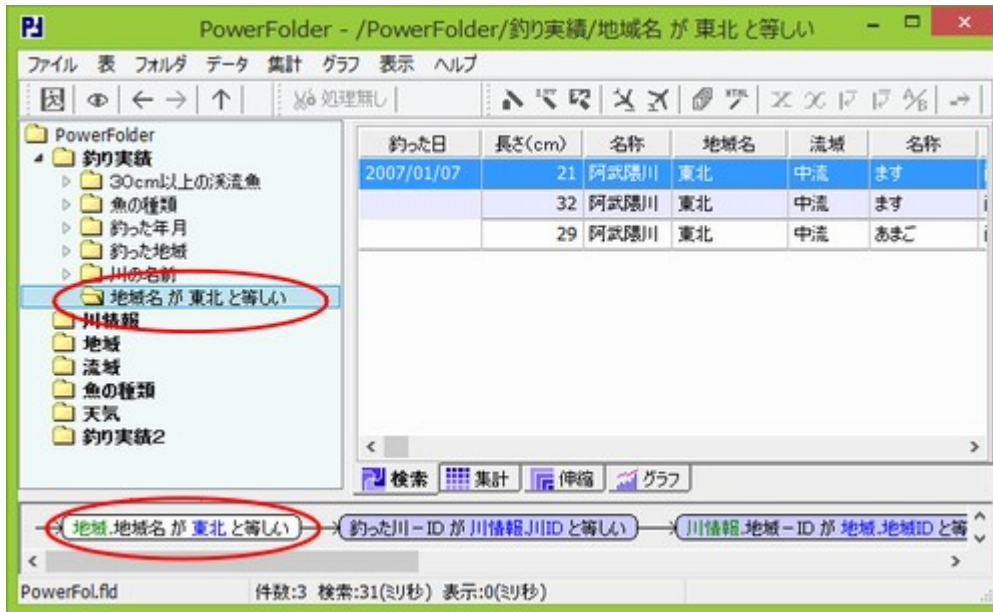 PowerFolder - /PowerFolder/釣り実績/地域名 が 東北 と等しい
ファイル 表 フォルダ データ 集計 グラフ 表示 ヘルプ
処理無し
PowerFolder
釣り実績
30cm以上の渓流魚
魚の種類
釣った年月
釣った地域
川の名前
地域名 が 東北 と等しい
川情報
地域
流域
魚の種類
天気
釣り実績2
釣った日 長さ(cm) 名称 地域名 流域 名称
2007/01/07 21 阿武隈川 東北 中流 ます
32 阿武隈川 東北 中流 ます
29 阿武隈川 東北 中流 あまご
検索 集計 伸縮 グラフ
地域.地域名 が 東北 と等しい 釣った川－ID が 川情報.川ID と等しい 川情報.地域－ID が 地域.地域ID と等
PowerFol.fld 件数:3 検索:31(ミリ秒) 表示:0(ミリ秒)